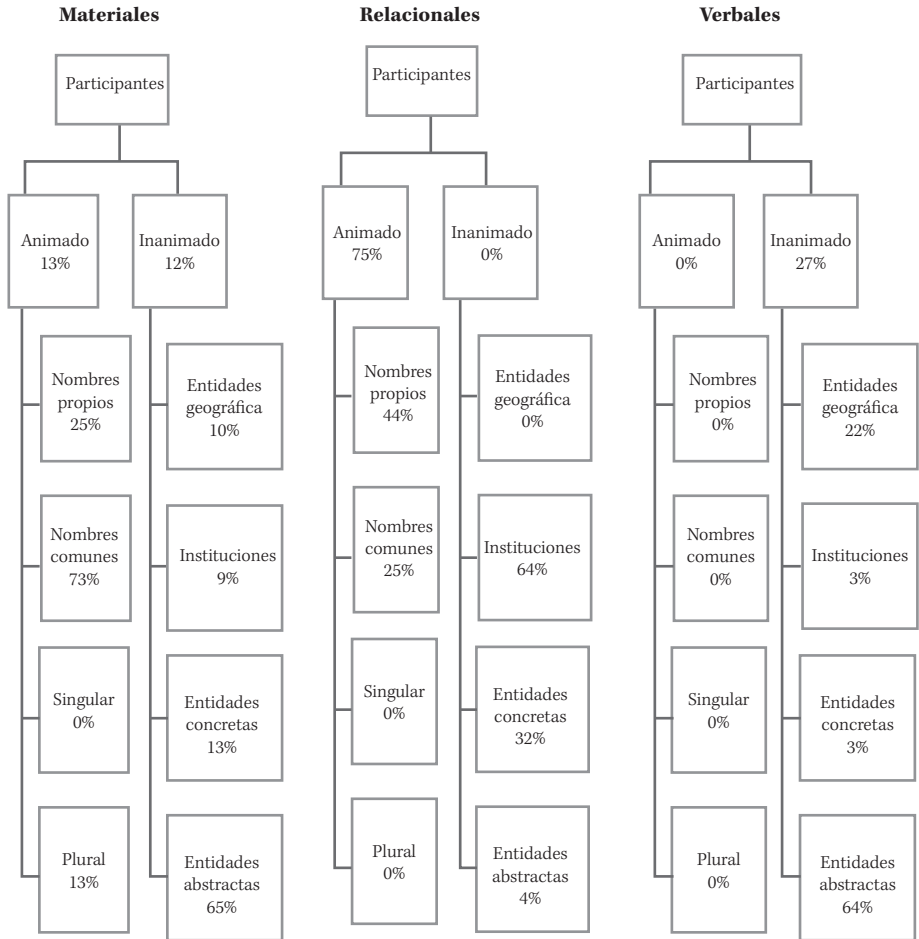 Materiales
Participantes
Animado
13%
Inanimado
12%
Nombres
propios
25%
Nombres
comunes
73%
Singular
0%
Plural
13%
Entidades
geográfica
10%
Instituciones
9%
Entidades
concretas
13%
Entidades
abstractas
65%
Relacionales
Participantes
Animado
75%
Inanimado
0%
Nombres
propios
44%
Nombres
comunes
25%
Singular
0%
Plural
0%
Entidades
geográfica
0%
Instituciones
64%
Entidades
concretas
32%
Entidades
abstractas
4%
Verbales
Participantes
Animado
0%
Inanimado
27%
Nombres
propios
0%
Nombres
comunes
0%
Singular
0%
Plural
0%
Entidades
geográfica
22%
Instituciones
3%
Entidades
concretas
3%
Entidades
abstractas
64%